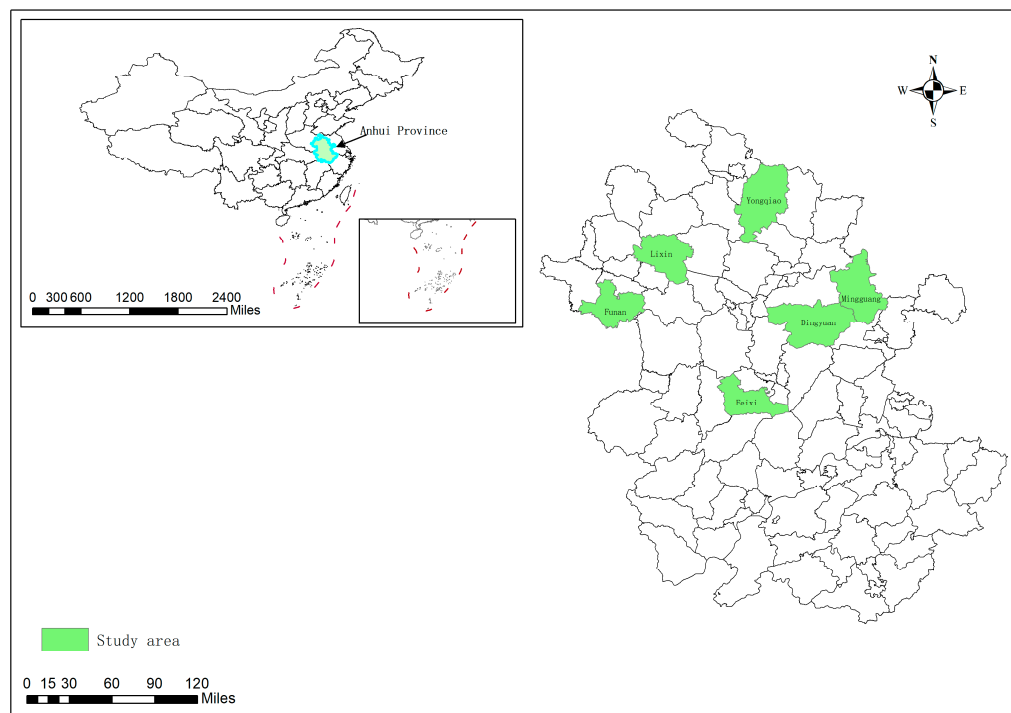 Anhui Province
0 300 600 1200 1800 2400
Miles
N
W E
S
Yongqiao
Lixin
Funan
Mingguang
Dingyuan
Feixi
Study area
0 15 30 60 90 120
Miles